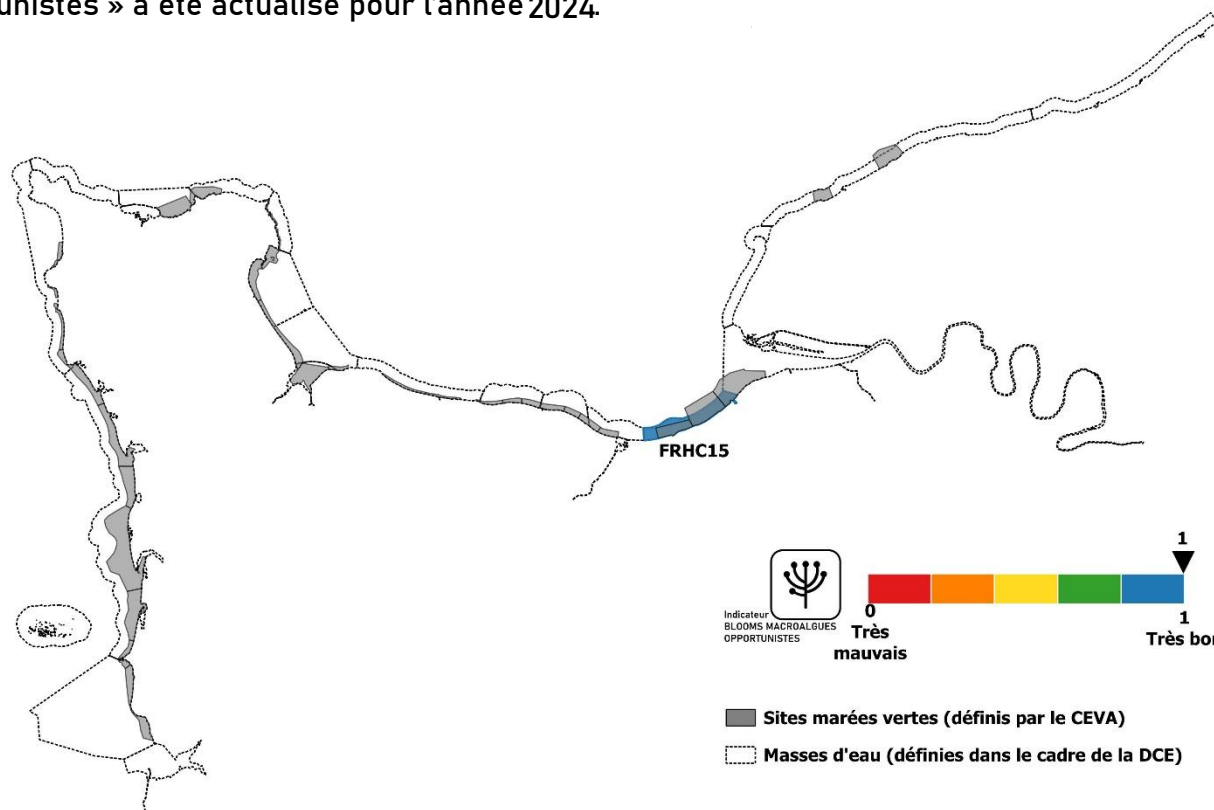 unistes » a été actualisé pour l'année 2024.
FRHC15
1
Indicateur
BLOOMS MACROALGUES
OPPORTUNISTES
0
Très
mauvais
1
Très bon
Sites marées vertes (définis par le CEVA)
Masses d'eau (définies dans le cadre de la DCE)